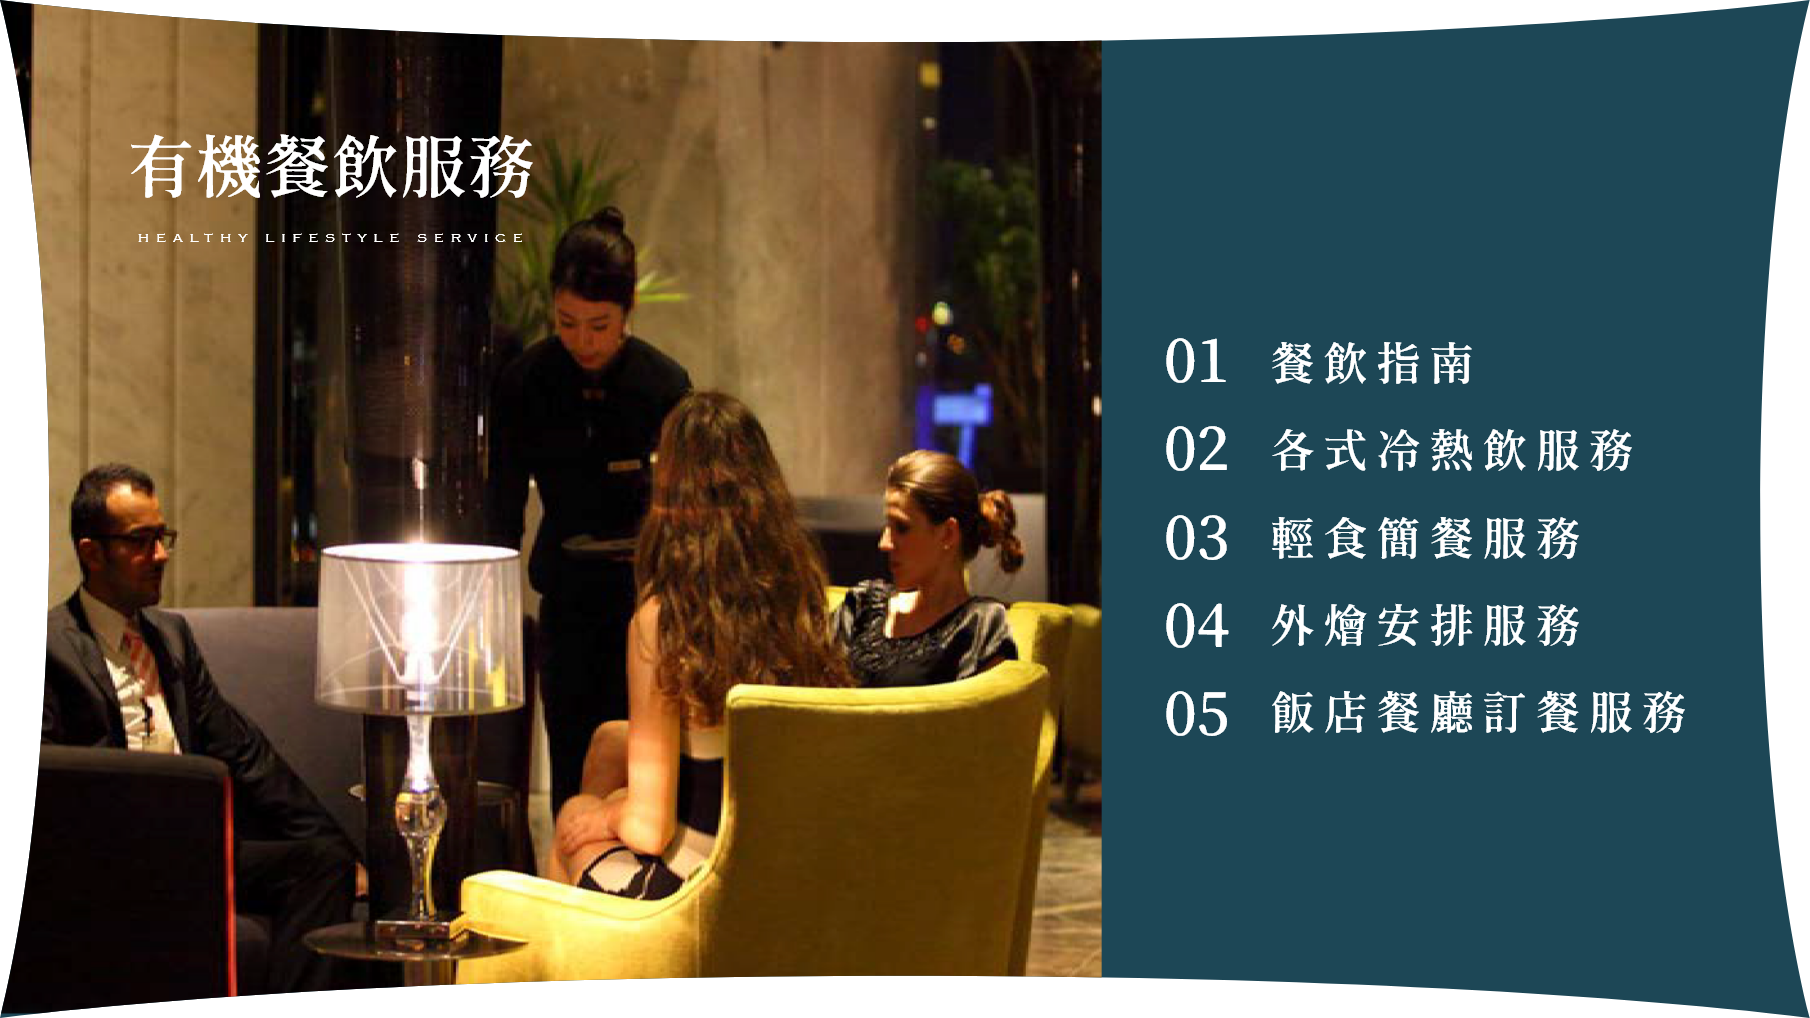 有機餐飲服務
HEALTHY LIFESTYLE SERVICE
01 餐飲指南
02 各式冷熱飲服務
03 輕食簡餐服務
04 外燴安排服務
05 飯店餐廳訂餐服務